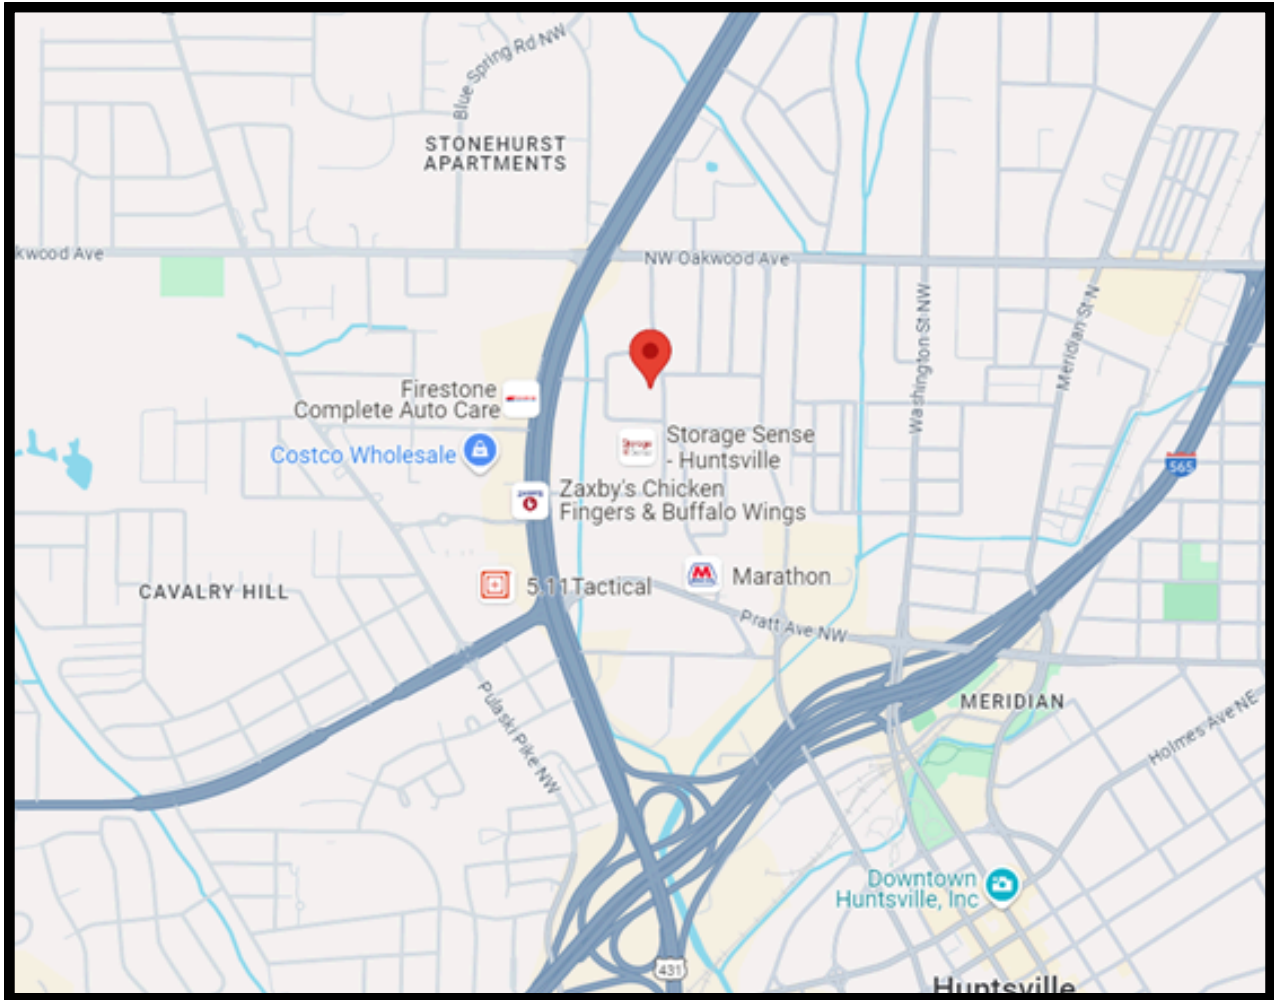 Blue Spring Rd NW
STONEHURST
APARTMENTS
kwood Ave
NW Oakwood Ave
Washington St NW
Meridian St N
Firestone
Complete Auto Care
Costco Wholesale
Storage Sense
- Huntsville
565
Zaxby's Chicken
Fingers & Buffalo Wings
CAVALRY HILL
5.11Tactical
Marathon
Pratt Ave NW
MERIDIAN
Pulaski Pike NW
Holmes Ave NE
Downtown
Huntsville, Inc
431
Huntsville